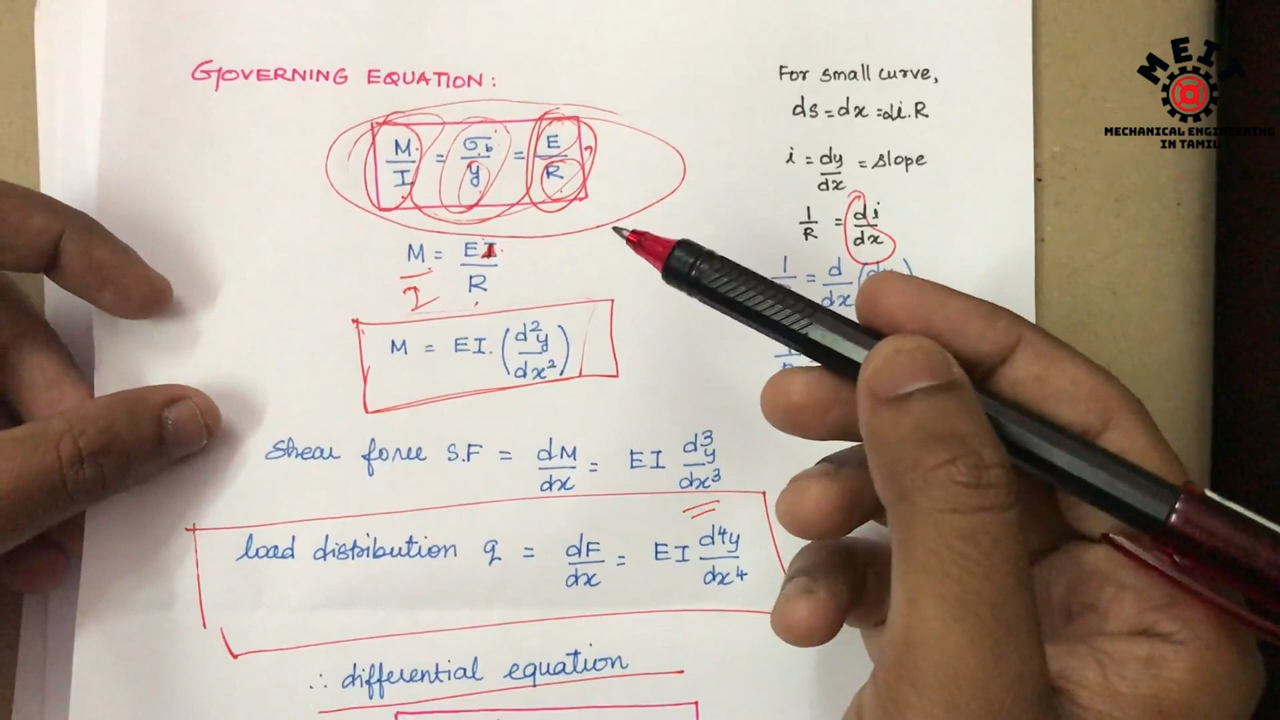 GOVERNING EQUATION:
M/I = σb/y = E/R
M = EI/R
I
M = EI. (d²y/dx²)
Shear force S.F = dM/dx = EI d³y/dx³
load distribution q = dF/dx = EI d⁴y/dx⁴
∴ differential equation
For small curve,
ds = dx = di.R
i = dy/dx = slope
1/R = di/dx
= d/dx
MEIT
MECHANICAL ENGINEERING
IN TAMIL